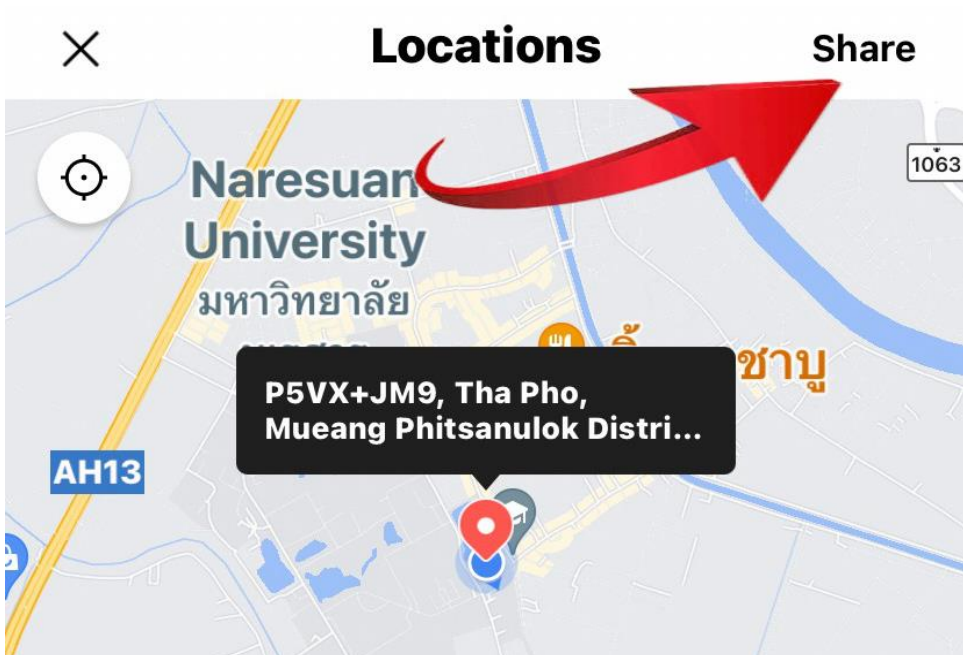 Locations
Share
1063
Naresuan
University
มหาวิทยาลัย
ชาบู
P5VX+JM9, Tha Pho,
Mueang Phitsanulok Distri...
AH13